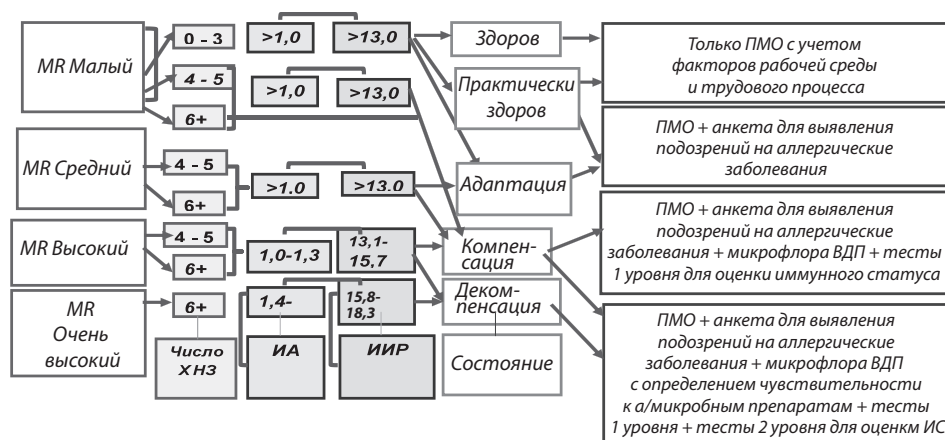 MR Малый
0 - 3
>1,0
>13,0
4 - 5
>1,0
>13,0
6+
MR Средний
4 - 5
>1.0
>13.0
6+
MR Высокий
4 - 5
1,0-1,3
13,1-
15,7
6+
MR
Очень
высокий
6+
1,4-
15,8-
18,3
Число
ХНЗ
ИА
ИИР
Здоров
Практически
здоров
Адаптация
Компен-
сация
Деком-
пенсация
Состояние
Только ПМО с учетом
факторов рабочей среды
и трудового процесса
ПМО + анкета для выявления
подозрений на аллергические
заболевания
ПМО + анкета для выявления
подозрений на аллергические
заболевания + микрофлора ВДП + тесты
1 уровня для оценки иммунного статуса
ПМО + анкета для выявления
подозрений на аллергические
заболевания + микрофлора ВДП
с определением чувствительности
к а/микробным препаратам + тесты
1 уровня + тесты 2 уровня для оценкм ИС